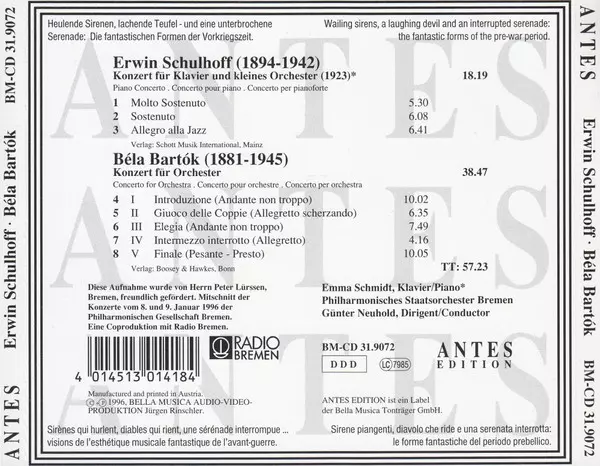 Heulende Sirenen, lachende Teufel - und eine unterbrochene
Serenade: Die fantastischen Formen der Vorkriegszeit.
Wailing sirens, a laughing devil and an interrupted serenade:
the fantastic forms of the pre-war period.
ANTES
Erwin Schulhoff · Béla Bartók
BM-CD 31.9072
ANTES
Erwin Schulhoff · Béla Bartók
BM-CD 31.9072
ANTES
ANTES
ANTES
ANTES
Erwin Schulhoff (1894-1942)
Konzert für Klavier und kleines Orchester (1923)* 18.19
Piano Concerto . Concerto pour piano . Concerto per pianoforte
1 Molto Sostenuto 5.30
2 Sostenuto 6.08
3 Allegro alla Jazz 6.41
Verlag: Schott Musik International, Mainz
Béla Bartók (1881-1945)
Konzert für Orchester 38.47
Concerto for Orchestra . Concerto pour orchestre . Concerto per orchestra
4 I Introduzione (Andante non troppo) 10.02
5 II Giuoco delle Coppie (Allegretto scherzando) 6.35
6 III Elegia (Andante non troppo) 7.49
7 IV Intermezzo interrotto (Allegretto) 4.16
8 V Finale (Pesante - Presto) 10.05
Verlag: Boosey & Hawkes, Bonn
TT: 57.23
Diese Aufnahme wurde von Herrn Peter Lürssen,
Bremen, freundlich gefördert. Mitschnitt der
Konzerte vom 8. und 9. Januar 1996 der
Philharmonischen Gesellschaft Bremen.
Eine Coproduktion mit Radio Bremen.
Emma Schmidt, Klavier/Piano*
Philharmonisches Staatsorchester Bremen
Günter Neuhold, Dirigent/Conductor
4 014513 014184
RADIO
BREMEN
BM-CD 31.9072
DDD
LC 7985
ANTES
EDITION
Manufactured and printed in Austria.
℗ © 1996, BELLA MUSICA AUDIO-VIDEO-
PRODUKTION Jürgen Rinschler.
ANTES EDITION ist ein Label
der Bella Musica Tonträger GmbH.
Sirènes qui hurlent, diables qui rient, une sérénade interrompue ...
visions de l'esthétique musicale fantastique de l'avant-guerre.
Sirene piangenti, diavolo che ride e una serenata interrotta:
le forme fantastiche del periodo prebellico.